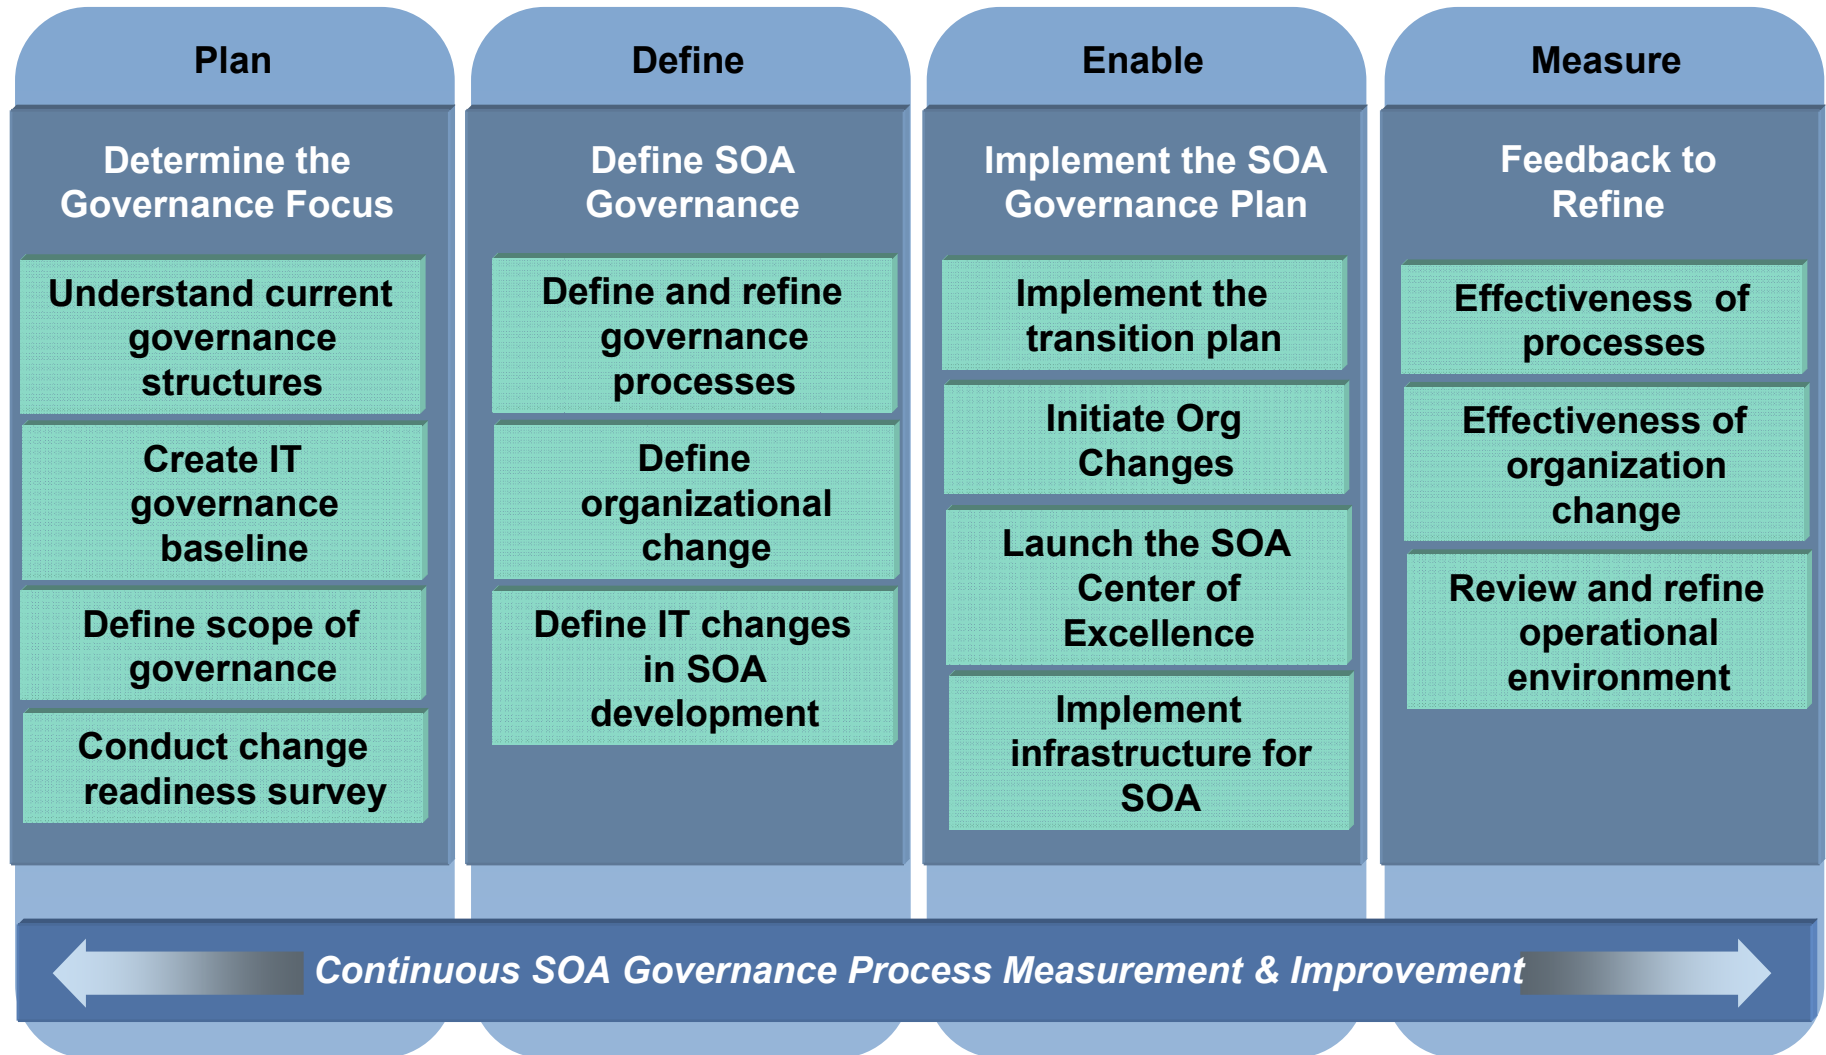 Plan
Determine the
Governance Focus
Understand current
governance
structures
Create IT
governance
baseline
Define scope of
governance
Conduct change
readiness survey
Define
Define SOA
Governance
Define and refine
governance
processes
Define
organizational
change
Define IT changes
in SOA
development
Enable
Implement the SOA
Governance Plan
Implement the
transition plan
Initiate Org
Changes
Launch the SOA
Center of
Excellence
Implement
infrastructure for
SOA
Measure
Feedback to
Refine
Effectiveness of
processes
Effectiveness of
organization
change
Review and refine
operational
environment
Continuous SOA Governance Process Measurement & Improvement